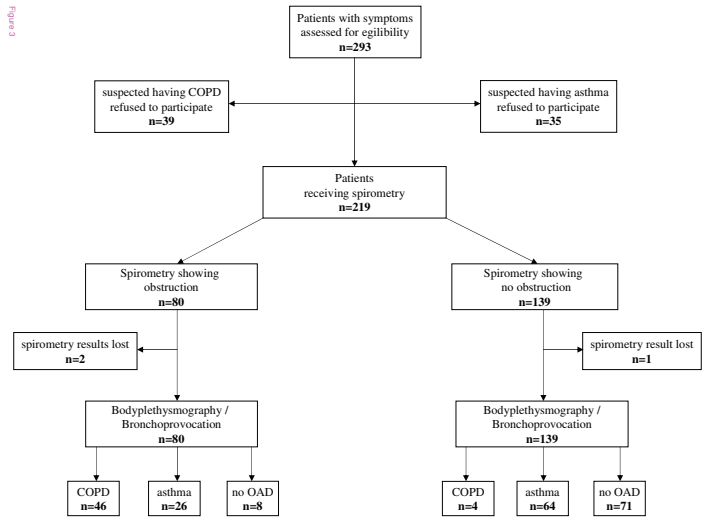 Figure 3
Patients with symptoms
assessed for egilibility
n=293
suspected having COPD
refused to participate
n=39
suspected having asthma
refused to participate
n=35
Patients
receiving spirometry
n=219
Spirometry showing
obstruction
n=80
Spirometry showing
no obstruction
n=139
spirometry results lost
n=2
spirometry result lost
n=1
Bodyplethysmography /
Bronchoprovocation
n=80
Bodyplethysmography /
Bronchoprovocation
n=139
COPD
n=46
asthma
n=26
no OAD
n=8
COPD
n=4
asthma
n=64
no OAD
n=71